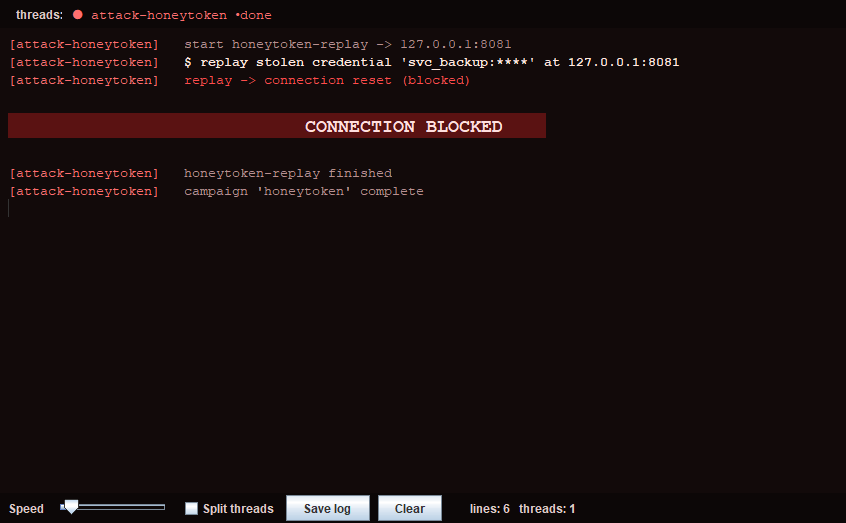 threads: ● attack-honeytoken •done
[attack-honeytoken] start honeytoken-replay -> 127.0.0.1:8081
[attack-honeytoken] $ replay stolen credential 'svc_backup:****' at 127.0.0.1:8081
[attack-honeytoken] replay -> connection reset (blocked)
CONNECTION BLOCKED
[attack-honeytoken] honeytoken-replay finished
[attack-honeytoken] campaign 'honeytoken' complete
Speed Split threads Save log Clear lines: 6 threads: 1